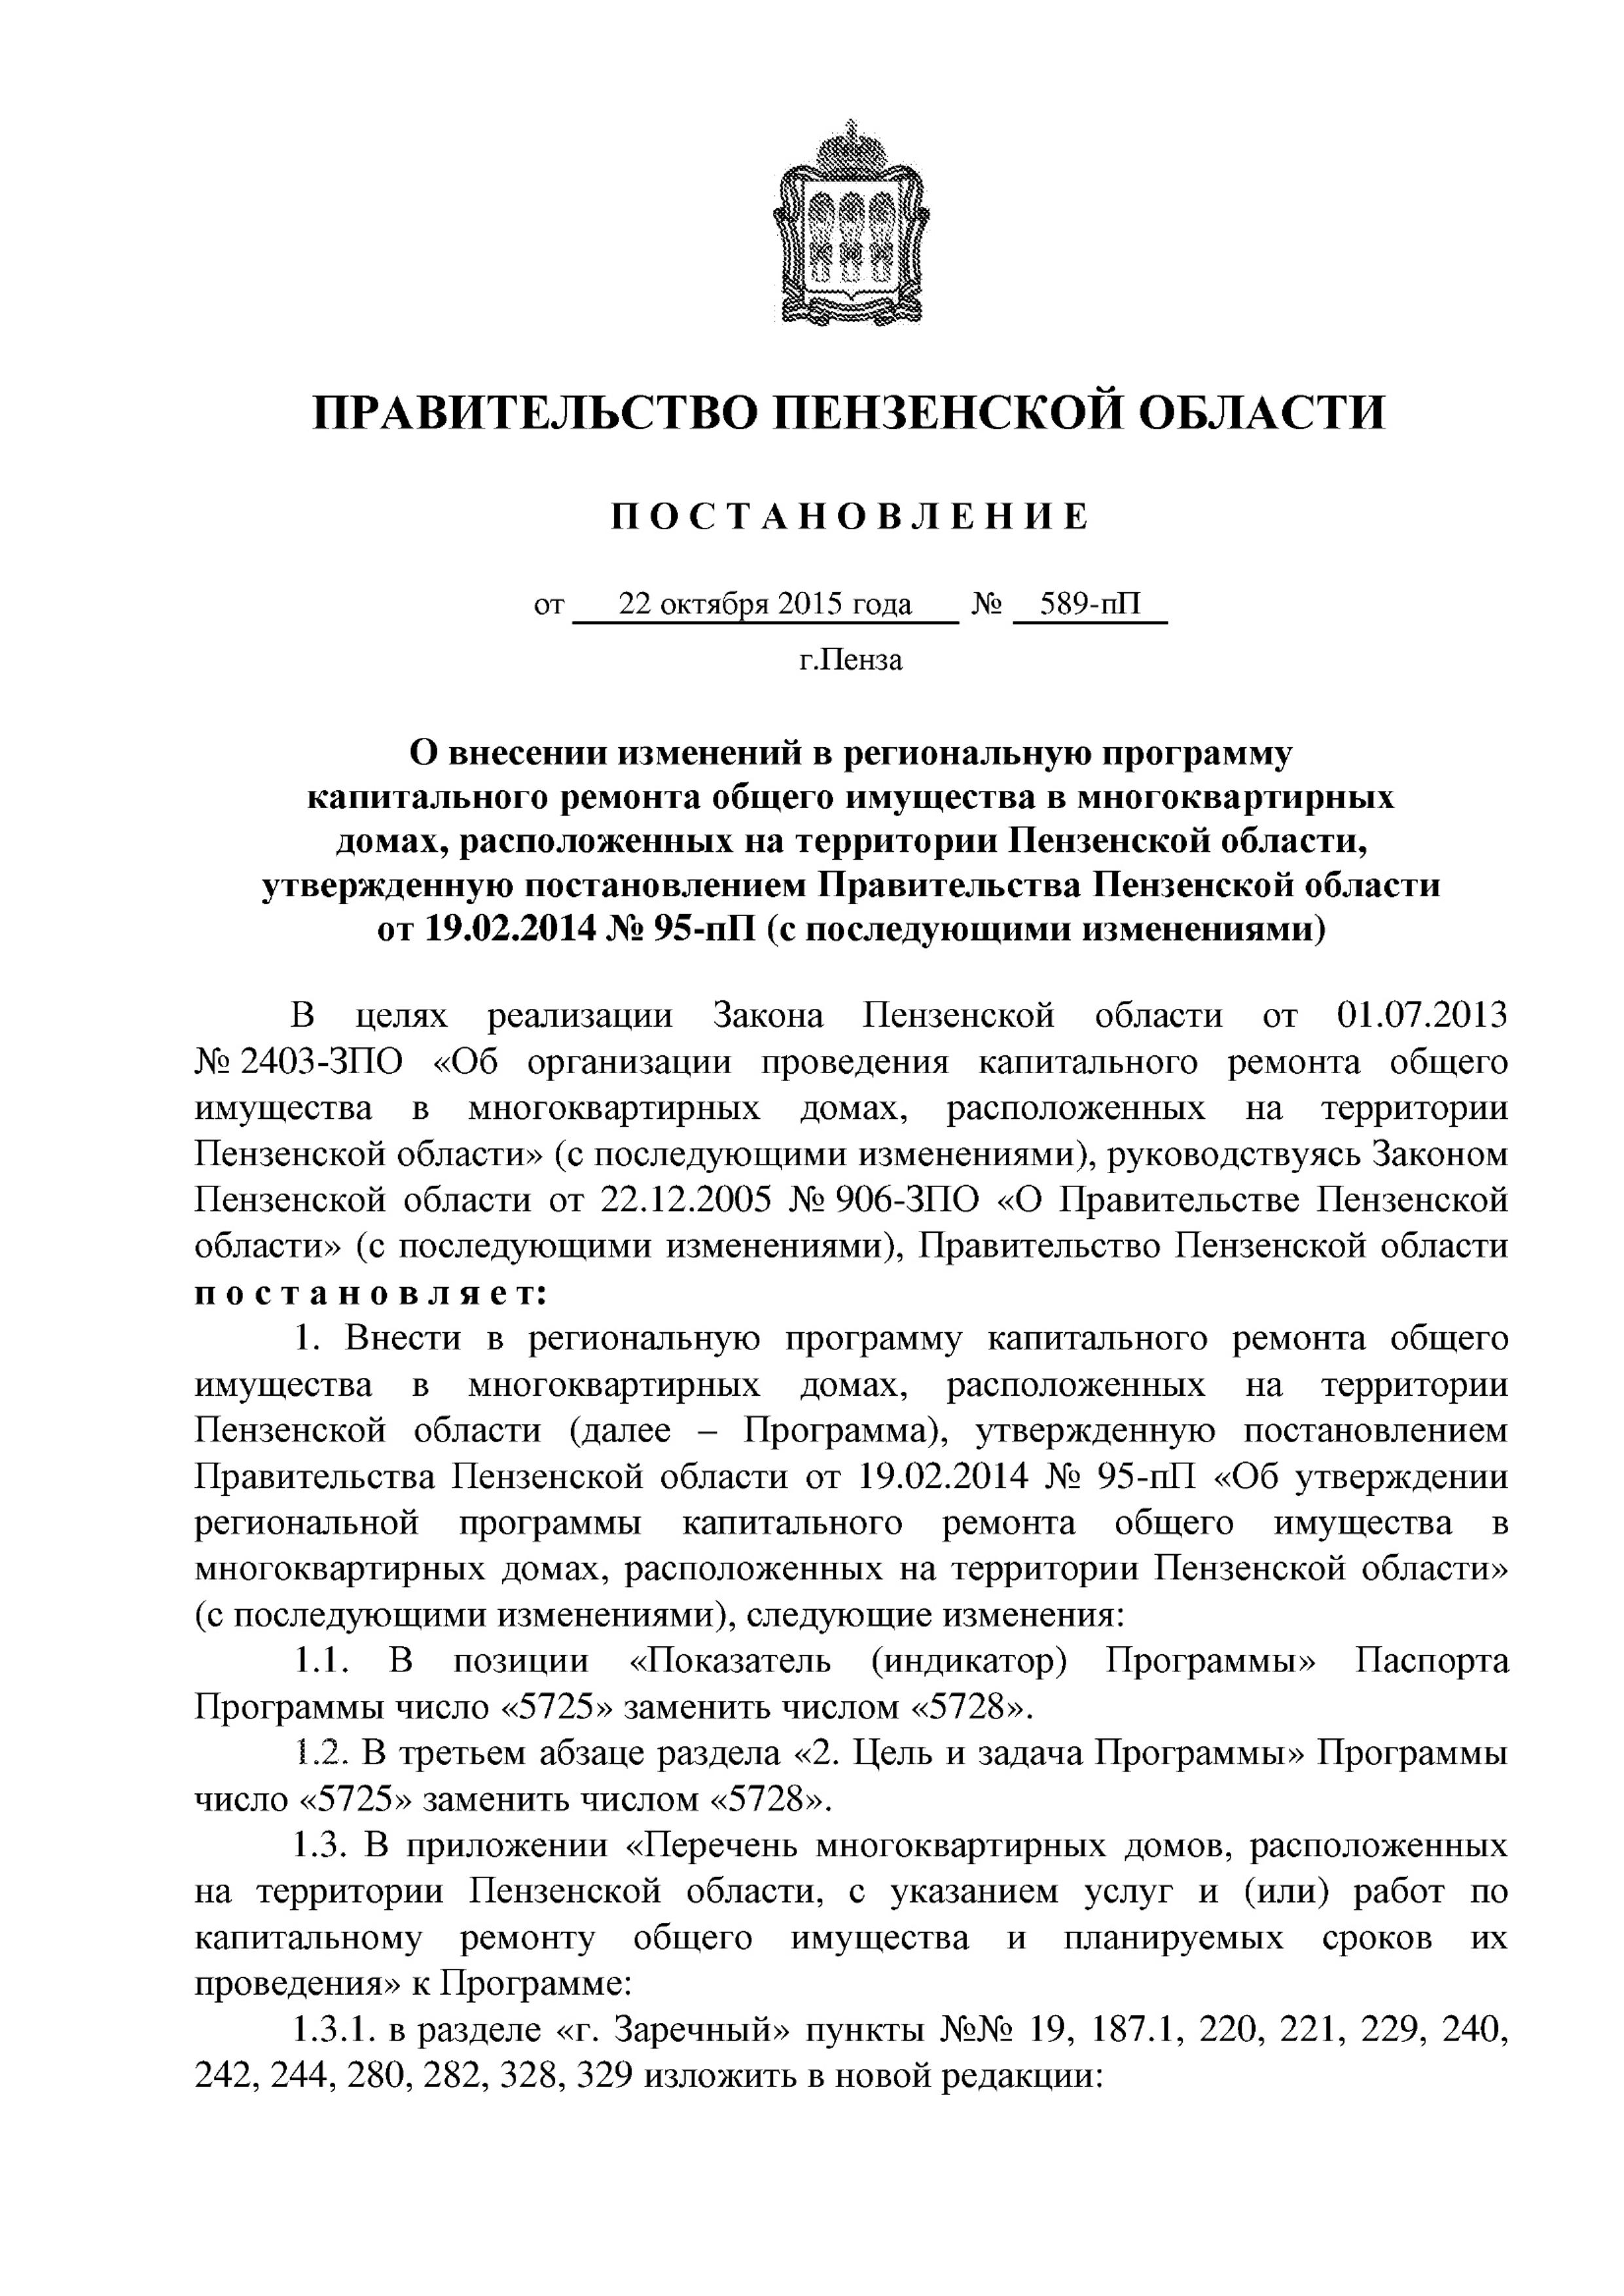 ПРАВИТЕЛЬСТВО ПЕНЗЕНСКОЙ ОБЛАСТИ
П О С Т А Н О В Л Е Н И Е
от 22 октября 2015 года № 589-пП
г.Пенза
О внесении изменений в региональную программу
капитального ремонта общего имущества в многоквартирных
домах, расположенных на территории Пензенской области,
утвержденную постановлением Правительства Пензенской области
от 19.02.2014 № 95-пП (с последующими изменениями)
В целях реализации Закона Пензенской области от 01.07.2013
№ 2403-ЗПО «Об организации проведения капитального ремонта общего
имущества в многоквартирных домах, расположенных на территории
Пензенской области» (с последующими изменениями), руководствуясь Законом
Пензенской области от 22.12.2005 № 906-ЗПО «О Правительстве Пензенской
области» (с последующими изменениями), Правительство Пензенской области
п о с т а н о в л я е т:
1. Внести в региональную программу капитального ремонта общего
имущества в многоквартирных домах, расположенных на территории
Пензенской области (далее – Программа), утвержденную постановлением
Правительства Пензенской области от 19.02.2014 № 95-пП «Об утверждении
региональной программы капитального ремонта общего имущества в
многоквартирных домах, расположенных на территории Пензенской области»
(с последующими изменениями), следующие изменения:
1.1. В позиции «Показатель (индикатор) Программы» Паспорта
Программы число «5725» заменить числом «5728».
1.2. В третьем абзаце раздела «2. Цель и задача Программы» Программы
число «5725» заменить числом «5728».
1.3. В приложении «Перечень многоквартирных домов, расположенных
на территории Пензенской области, с указанием услуг и (или) работ по
капитальному ремонту общего имущества и планируемых сроков их
проведения» к Программе:
1.3.1. в разделе «г. Заречный» пункты №№ 19, 187.1, 220, 221, 229, 240,
242, 244, 280, 282, 328, 329 изложить в новой редакции: